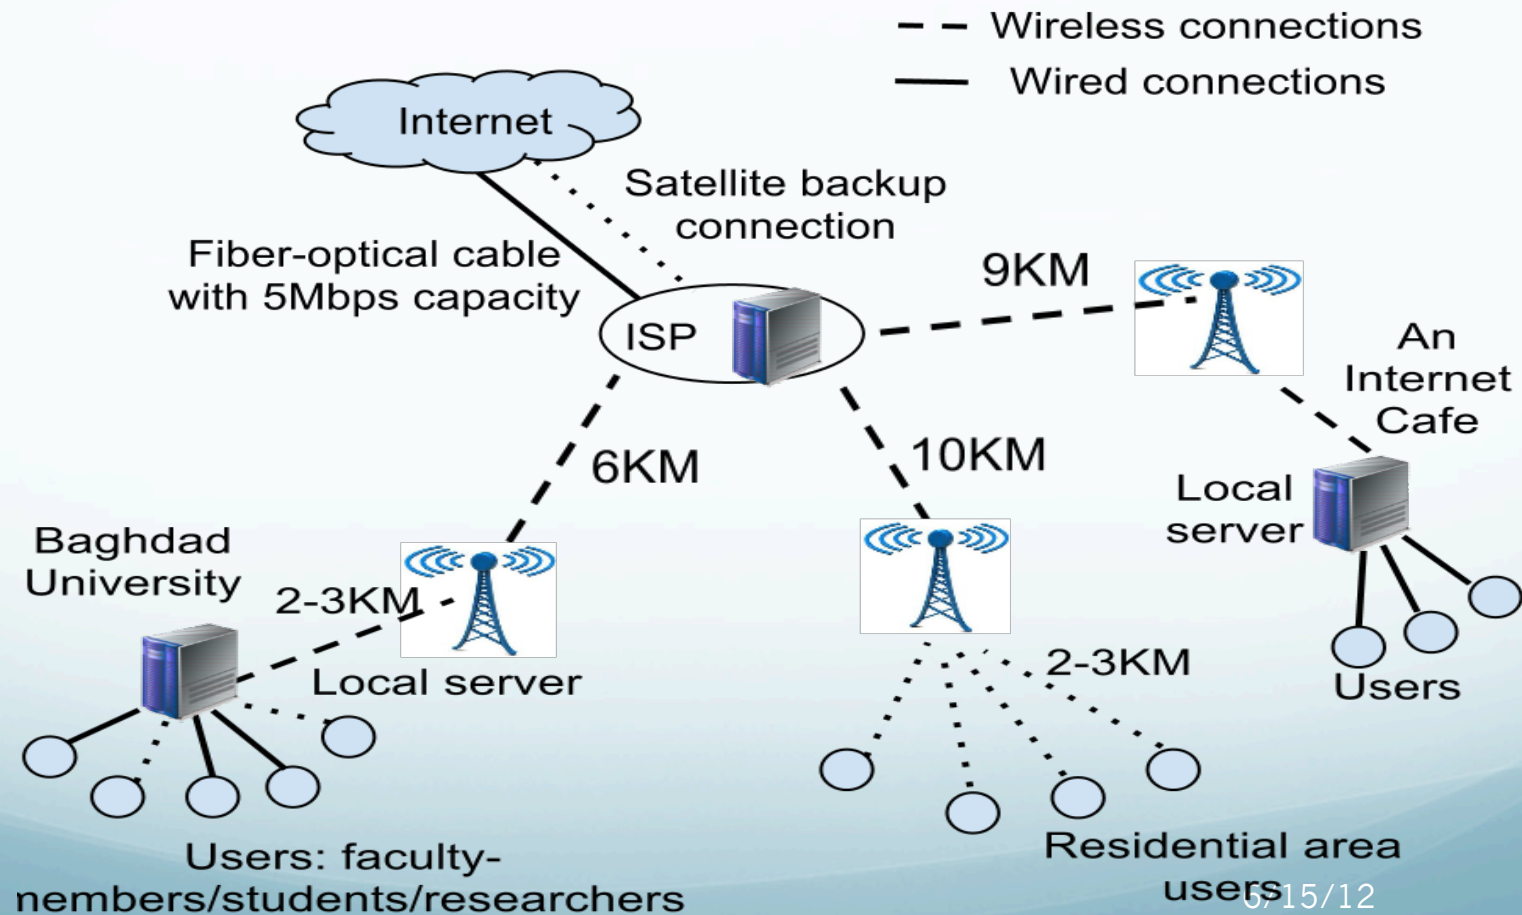 Wireless connections
Wired connections
Internet
Satellite backup
connection
Fiber-optical cable
with 5Mbps capacity
ISP
9KM
An
Internet
Cafe
6KM
10KM
Local
server
Baghdad
University
2-3KM
Local server
2-3KM
Users
Users: faculty-
nembers/students/researchers
Residential area
users
6/15/12